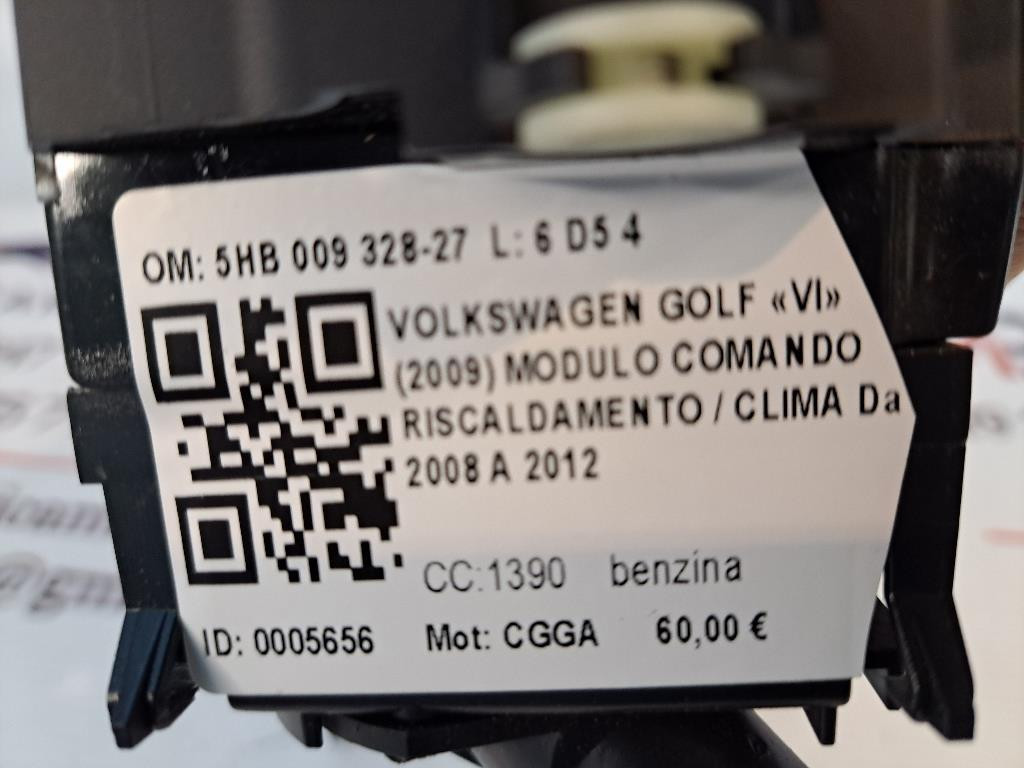 OM: 5HB 009 328-27 L: 6 D5 4
VOLKSWAGEN GOLF «VI»
(2009) MODULO COMANDO
RISCALDAMENTO / CLIMA Da
2008 A 2012
CC:1390 benzina
ID: 0005656 Mot: CGGA 60,00 €